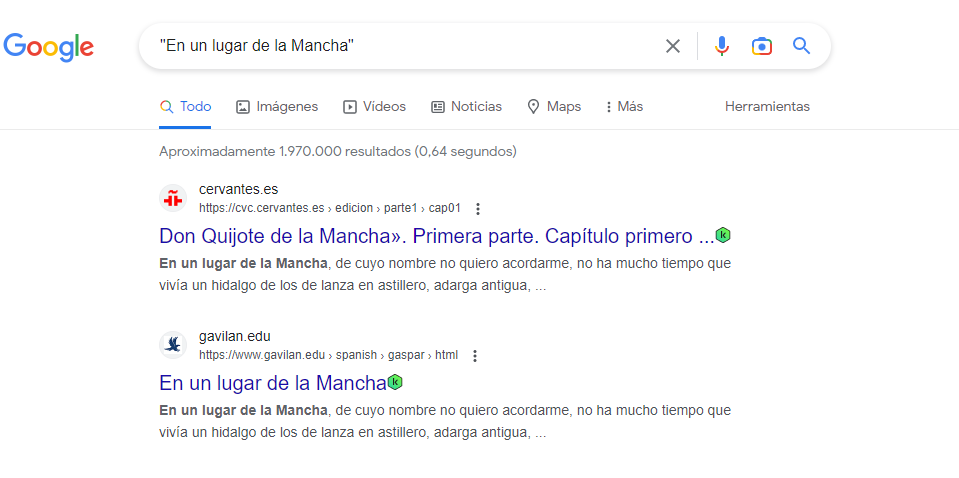 Google
"En un lugar de la Mancha"
Todo Imágenes Vídeos Noticias Maps Más Herramientas
Aproximadamente 1.970.000 resultados (0,64 segundos)
cervantes.es
https://cvc.cervantes.es › edicion › parte1 › cap01
Don Quijote de la Mancha». Primera parte. Capítulo primero ...
En un lugar de la Mancha, de cuyo nombre no quiero acordarme, no ha mucho tiempo que
vivía un hidalgo de los de lanza en astillero, adarga antigua, ...
gavilan.edu
https://www.gavilan.edu › spanish › gaspar › html
En un lugar de la Mancha
En un lugar de la Mancha, de cuyo nombre no quiero acordarme, no ha mucho tiempo que
vivía un hidalgo de los de lanza en astillero, adarga antigua, ...